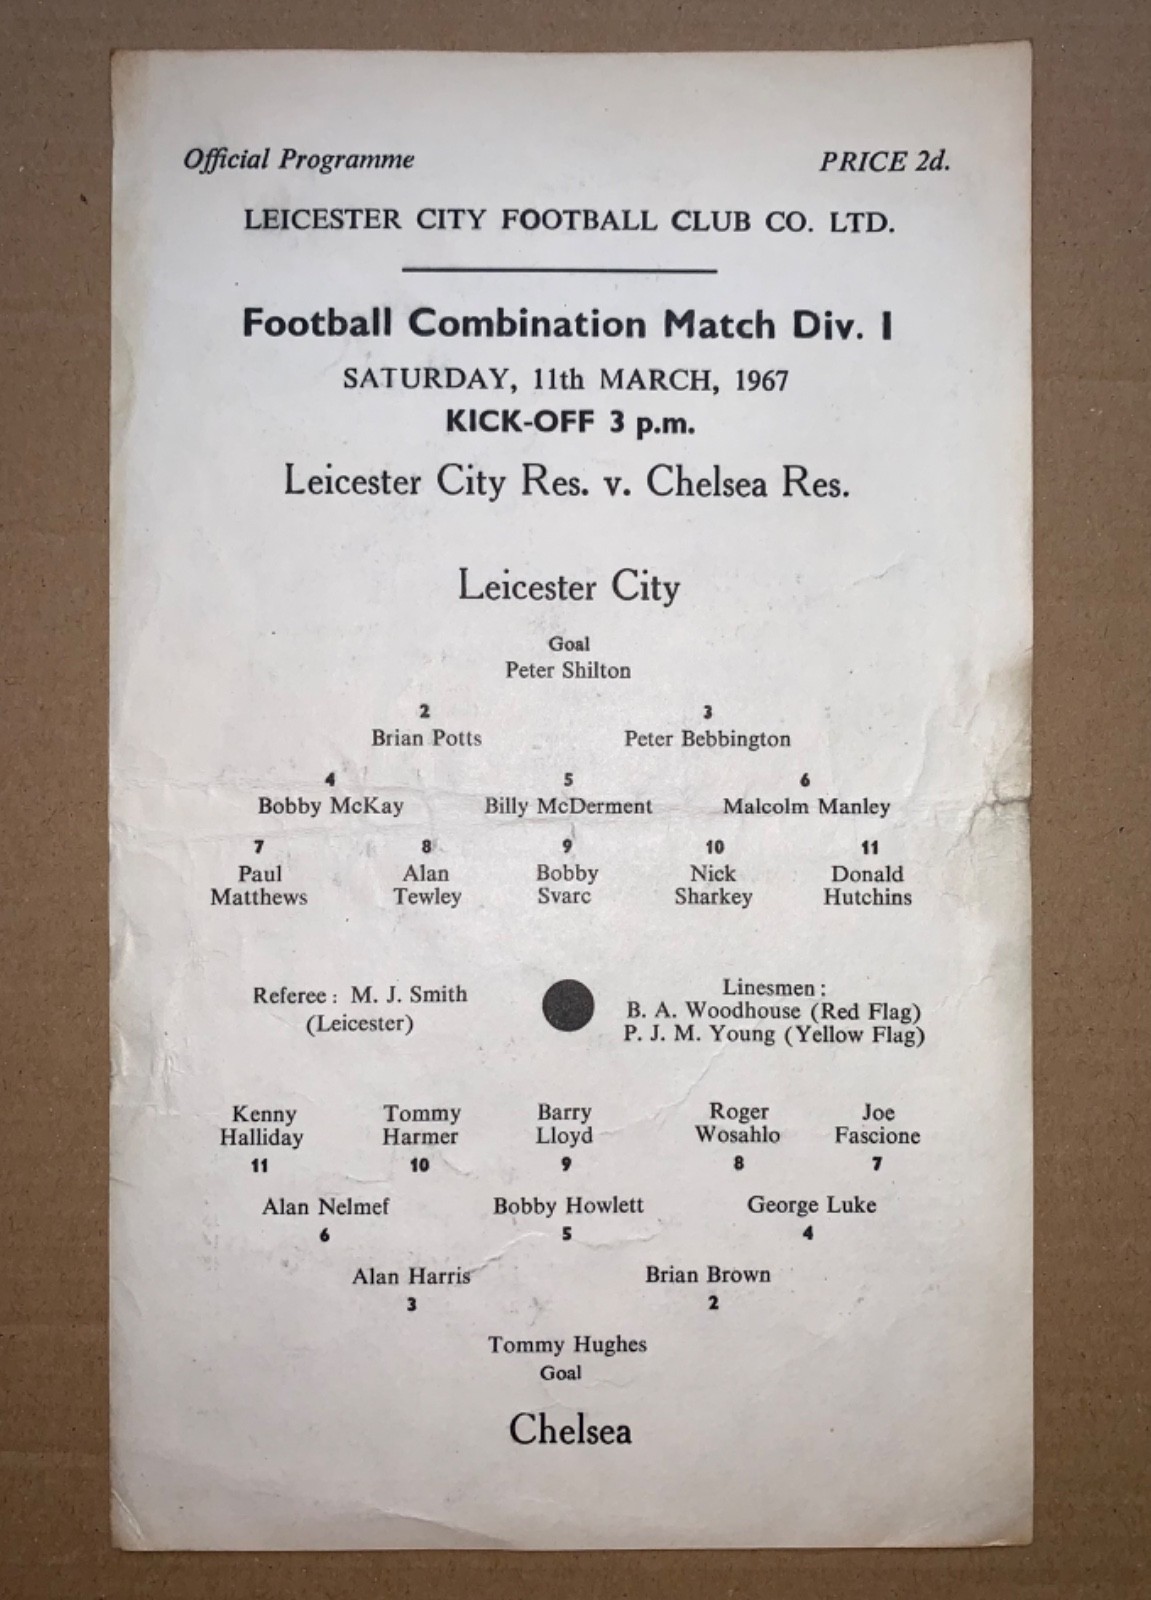 Official Programme PRICE 2d.
LEICESTER CITY FOOTBALL CLUB CO. LTD.
Football Combination Match Div. I
SATURDAY, 11th MARCH, 1967
KICK-OFF 3 p.m.
Leicester City Res. v. Chelsea Res.
Leicester City
Goal
Peter Shilton
2 3
Brian Potts Peter Bebbington
4 5 6
Bobby McKay Billy McDerment Malcolm Manley
7 8 9 10 11
Paul Alan Bobby Nick Donald
Matthews Tewley Svarc Sharkey Hutchins
Referee : M. J. Smith
(Leicester)
Linesmen :
B. A. Woodhouse (Red Flag)
P. J. M. Young (Yellow Flag)
Kenny Tommy Barry Roger Joe
Halliday Harmer Lloyd Wosahlo Fascione
11 10 9 8 7
Alan Nelmef Bobby Howlett George Luke
6 5 4
Alan Harris Brian Brown
3 2
Tommy Hughes
Goal
Chelsea